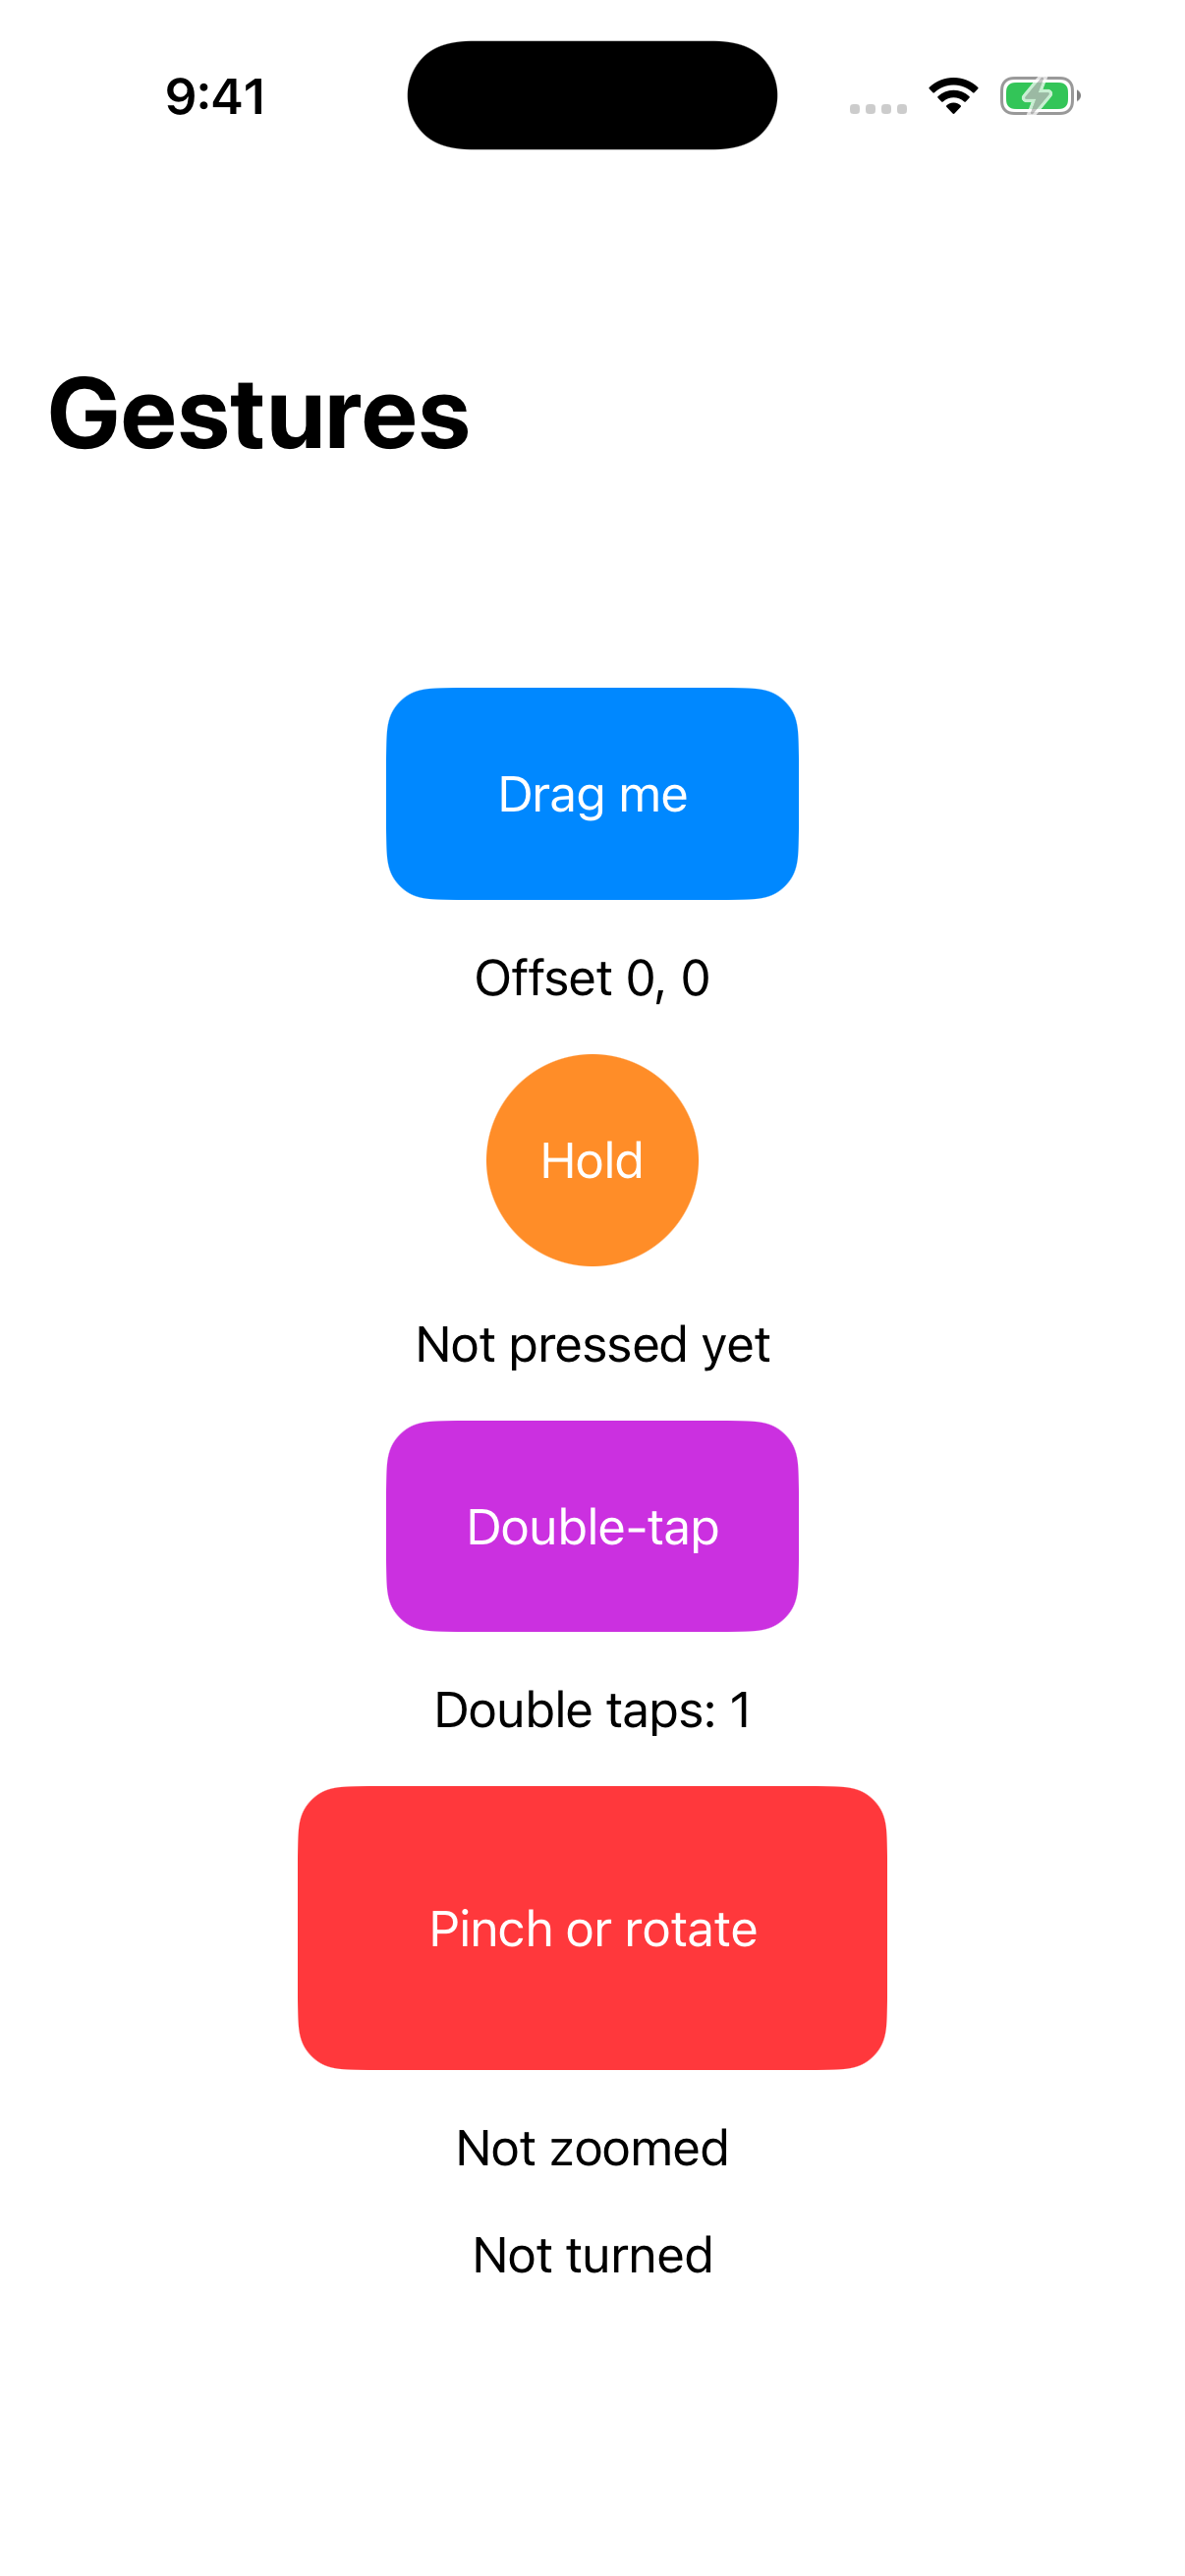 9:41
Gestures
Drag me
Offset 0, 0
Hold
Not pressed yet
Double-tap
Double taps: 1
Pinch or rotate
Not zoomed
Not turned